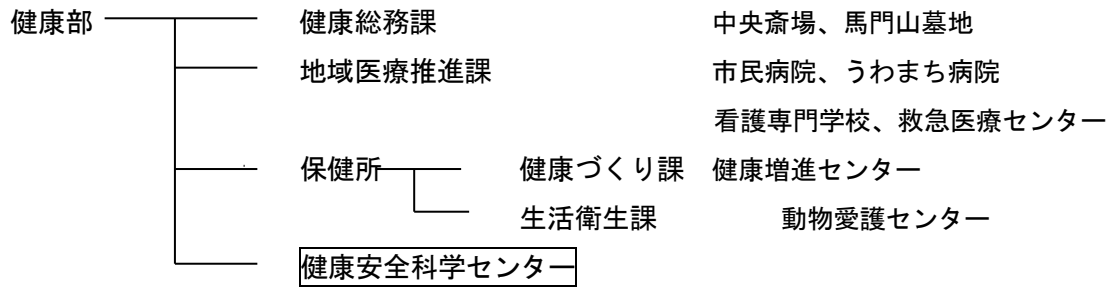 健康部 健康総務課 中央斎場、馬門山墓地
地域医療推進課 市民病院、うわまち病院
看護専門学校、救急医療センター
保健所 健康づくり課 健康増進センター
生活衛生課 動物愛護センター
健康安全科学センター